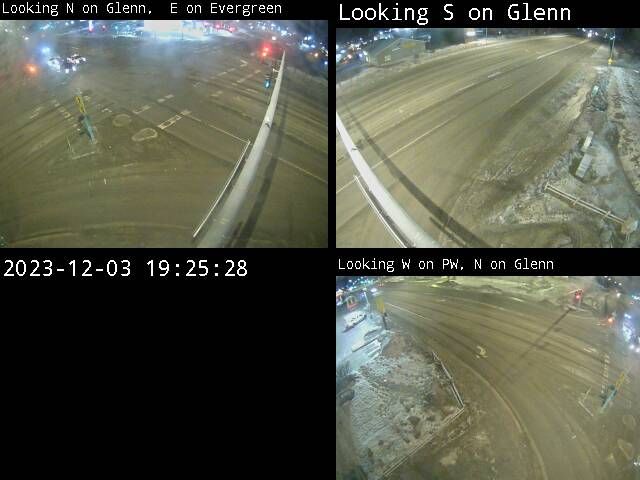 Looking N on Glenn,  E on Evergreen
Looking S on Glenn
2023-12-03 19:25:28
Looking W on PW, N on Glenn